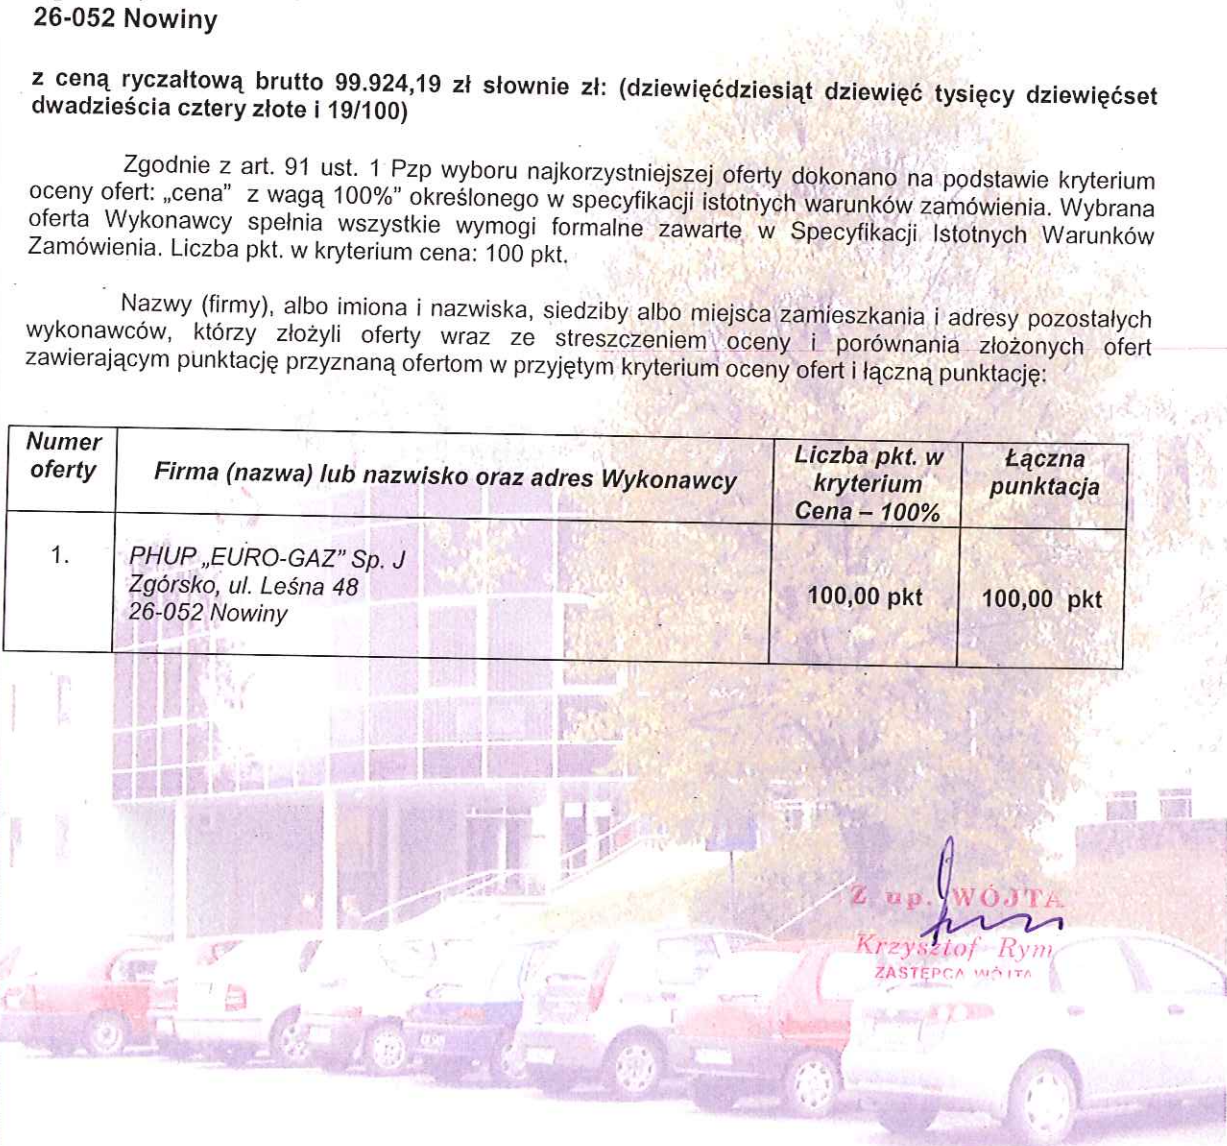 26-052 Nowiny
z ceną ryczałtową brutto 99.924,19 zł słownie zł: (dziewięćdziesiąt dziewięć tysięcy dziewięćset
dwadzieścia cztery złote i 19/100)
Zgodnie z art. 91 ust. 1 Pzp wyboru najkorzystniejszej oferty dokonano na podstawie kryterium
oceny ofert: „cena” z wagą 100%” określonego w specyfikacji istotnych warunków zamówienia. Wybrana
oferta Wykonawcy spełnia wszystkie wymogi formalne zawarte w Specyfikacji Istotnych Warunków
Zamówienia. Liczba pkt. w kryterium cena: 100 pkt.
Nazwy (firmy), albo imiona i nazwiska, siedziby albo miejsca zamieszkania i adresy pozostałych
wykonawców, którzy złożyli oferty wraz ze streszczeniem oceny i porównania złożonych ofert
zawierającym punktację przyznaną ofertom w przyjętym kryterium oceny ofert i łączną punktację:
Numer
oferty
Firma (nazwa) lub nazwisko oraz adres Wykonawcy
Liczba pkt. w
kryterium
Cena – 100%
Łączna
punktacja
1.
PHUP „EURO-GAZ” Sp. J
Zgórsko, ul. Leśna 48
26-052 Nowiny
100,00 pkt
100,00 pkt
Z up. WÓJTA
Krzysztof Rym
ZASTĘPCA WÓJTA